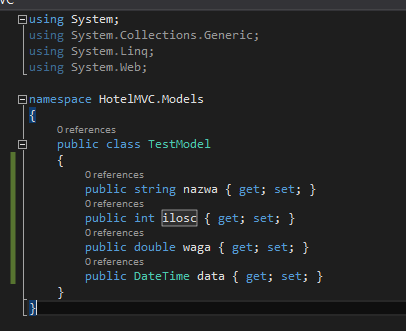 VC
using System;
using System.Collections.Generic;
using System.Linq;
using System.Web;
namespace HotelMVC.Models
{
0 references
public class TestModel
{
0 references
public string nazwa { get; set; }
0 references
public int ilosc { get; set; }
0 references
public double waga { get; set; }
0 references
public DateTime data { get; set; }
}
}